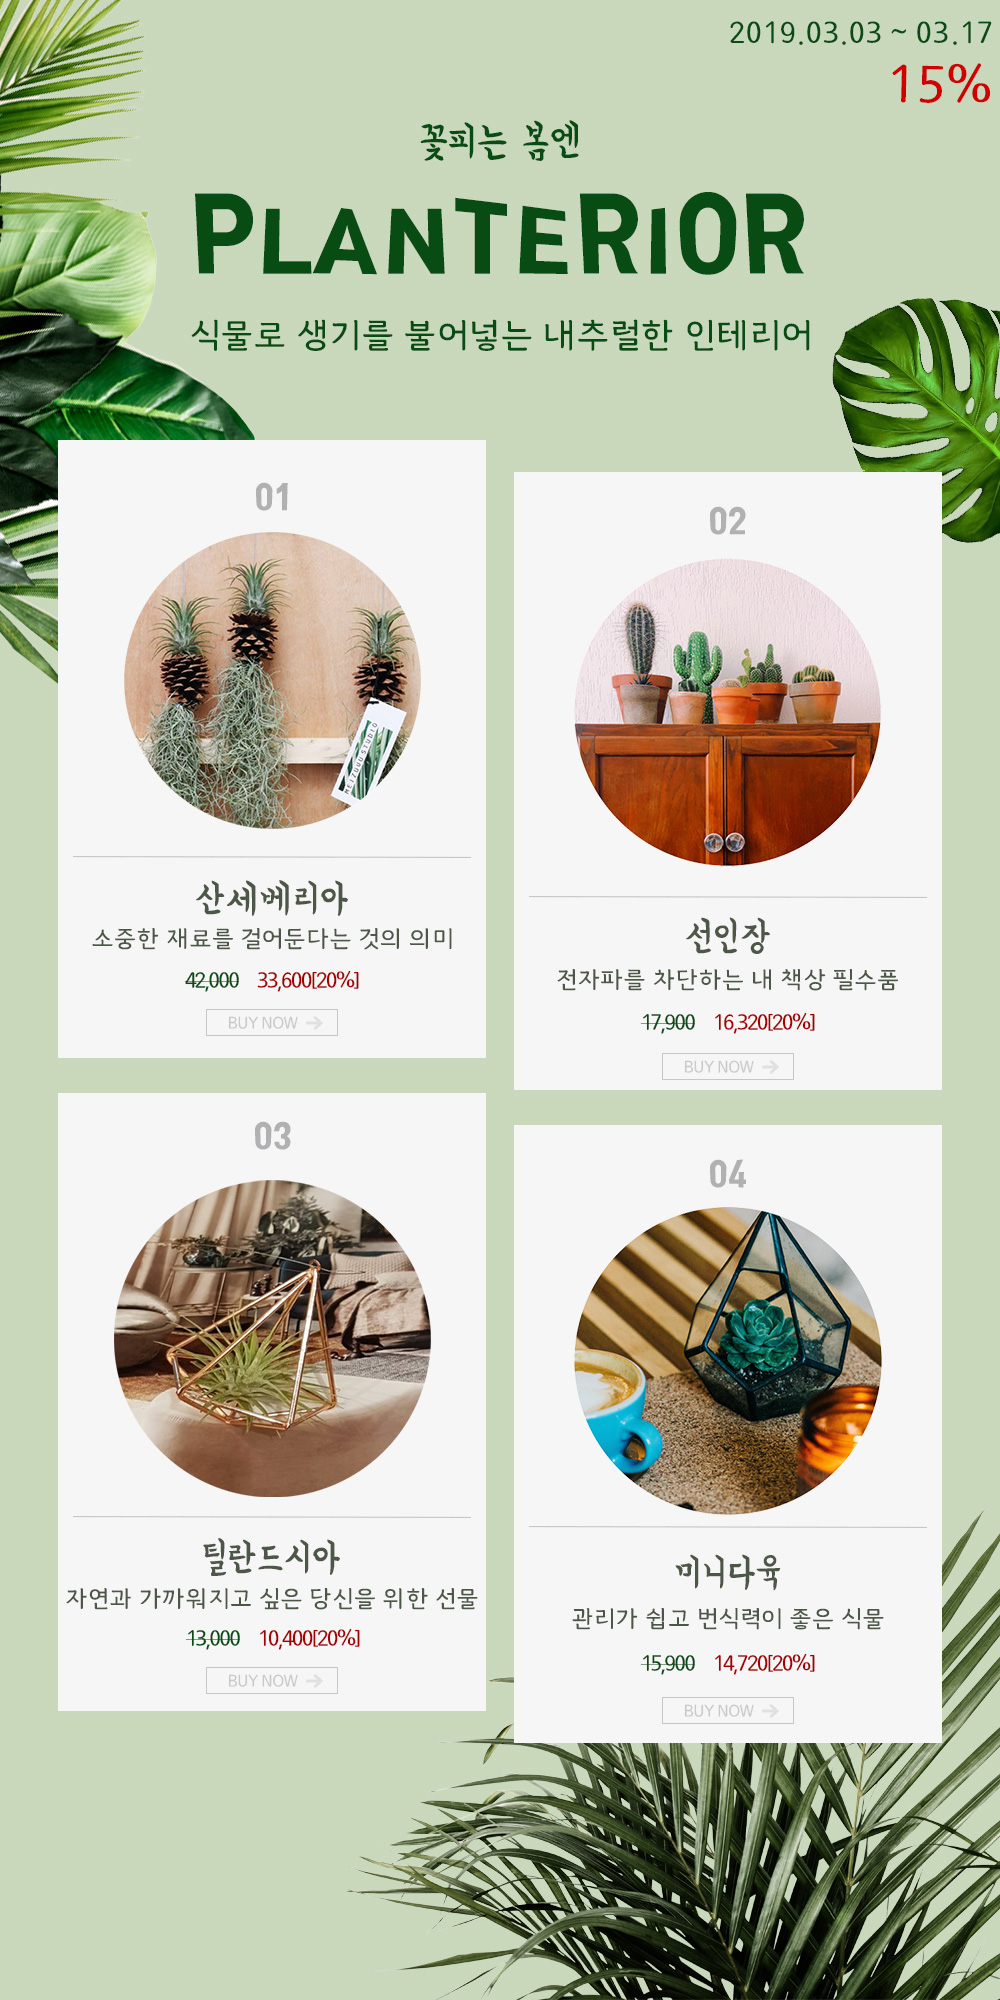 2019.03.03 ~ 03.17
15%
꽃피는 봄엔
PLANTERIOR
식물로 생기를 불어넣는 내추럴한 인테리어
01
산세베리아
소중한 재료를 걸어둔다는 것의 의미
42,000 33,600[20%]
BUY NOW
02
선인장
전자파를 차단하는 내 책상 필수품
17,900 16,320[20%]
BUY NOW
03
틸란드시아
자연과 가까워지고 싶은 당신을 위한 선물
13,000 10,400[20%]
BUY NOW
04
미니다육
관리가 쉽고 번식력이 좋은 식물
15,900 14,720[20%]
BUY NOW